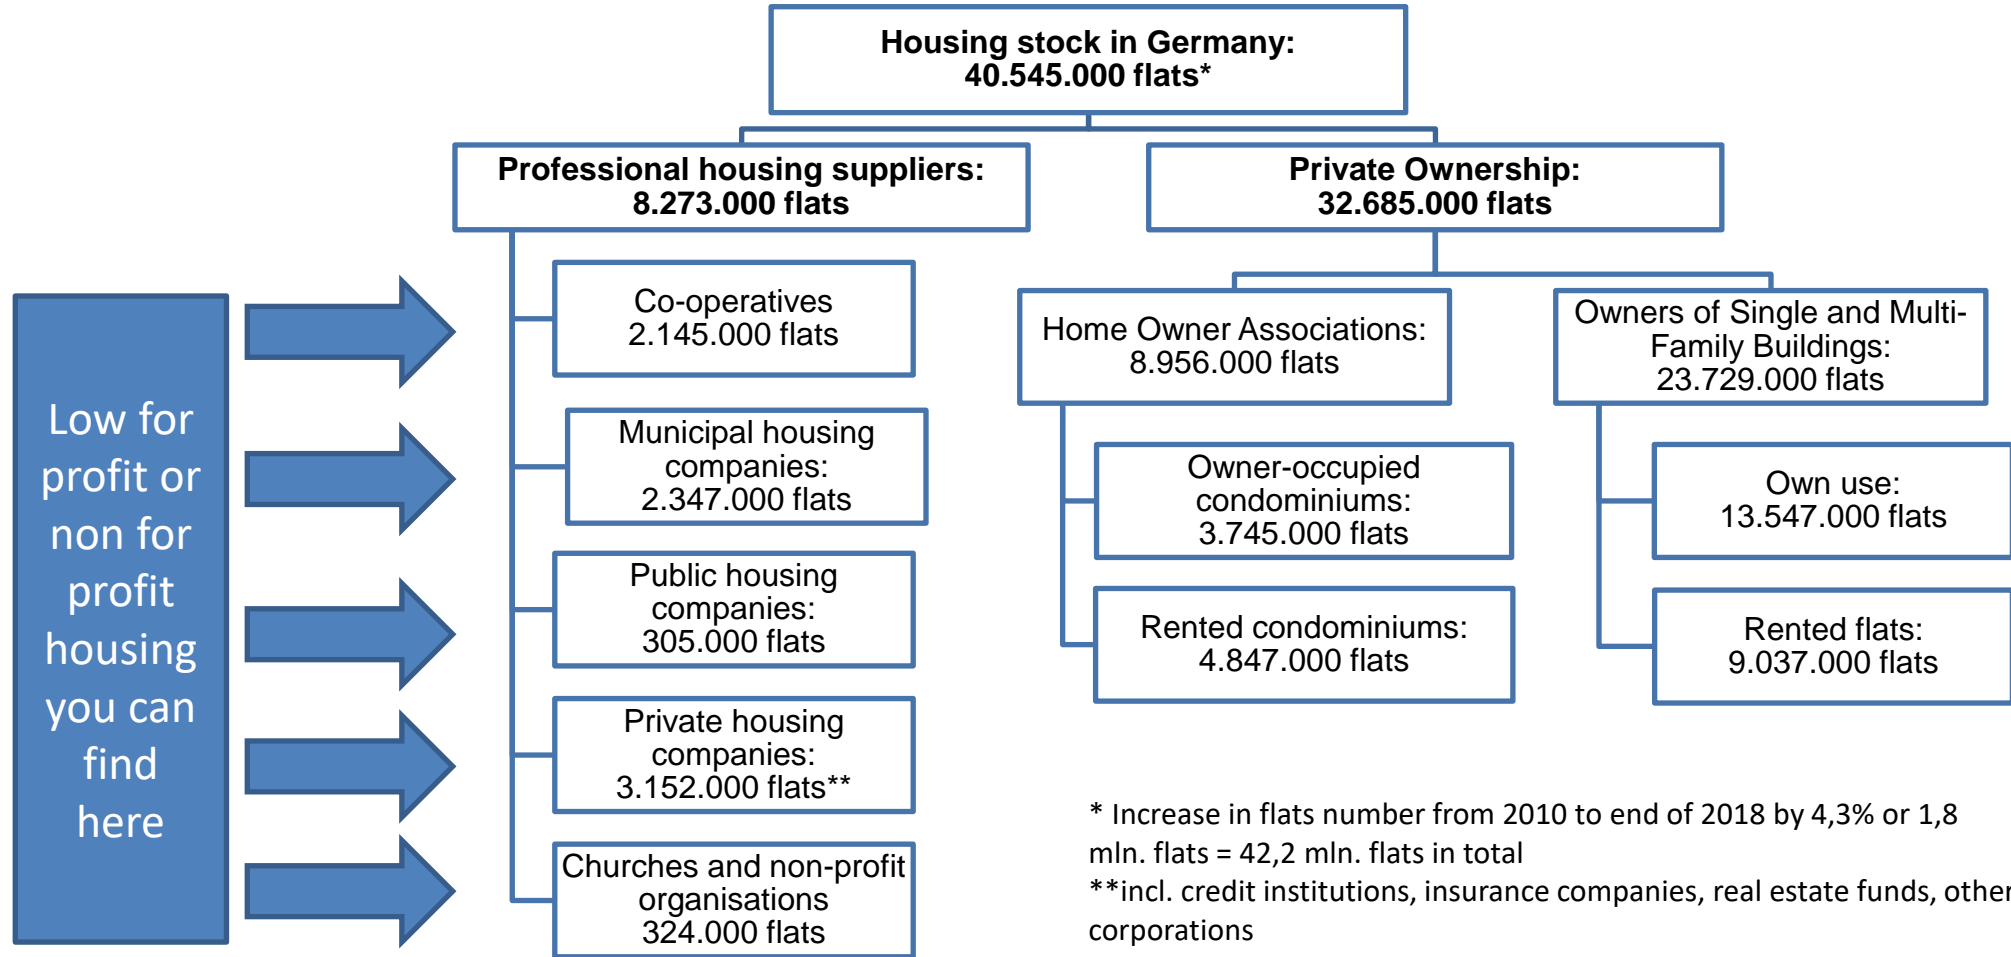 Housing stock in Germany:
40.545.000 flats*
Professional housing suppliers:
8.273.000 flats
Private Ownership:
32.685.000 flats
Low for
profit or
non for
profit
housing
you can
find
here
Co-operatives
2.145.000 flats
Municipal housing
companies:
2.347.000 flats
Public housing
companies:
305.000 flats
Private housing
companies:
3.152.000 flats**
Churches and non-profit
organisations
324.000 flats
Home Owner Associations:
8.956.000 flats
Owner-occupied
condominiums:
3.745.000 flats
Rented condominiums:
4.847.000 flats
Owners of Single and Multi-
Family Buildings:
23.729.000 flats
Own use:
13.547.000 flats
Rented flats:
9.037.000 flats
* Increase in flats number from 2010 to end of 2018 by 4,3% or 1,8
mln. flats = 42,2 mln. flats in total
**incl. credit institutions, insurance companies, real estate funds, other
corporations